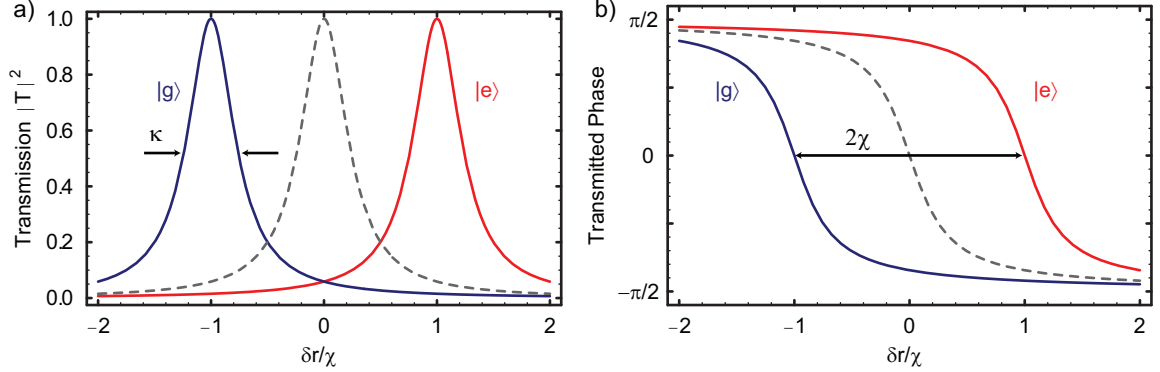 a)
Transmission | T | ²
1.0
0.8
0.6
0.4
0.2
0.0
|g⟩
|e⟩
κ
−2
−1
0
1
2
δr/χ
b)
Transmitted Phase
π/2
0
−π/2
|g⟩
|e⟩
2χ
−2
−1
0
1
2
δr/χ